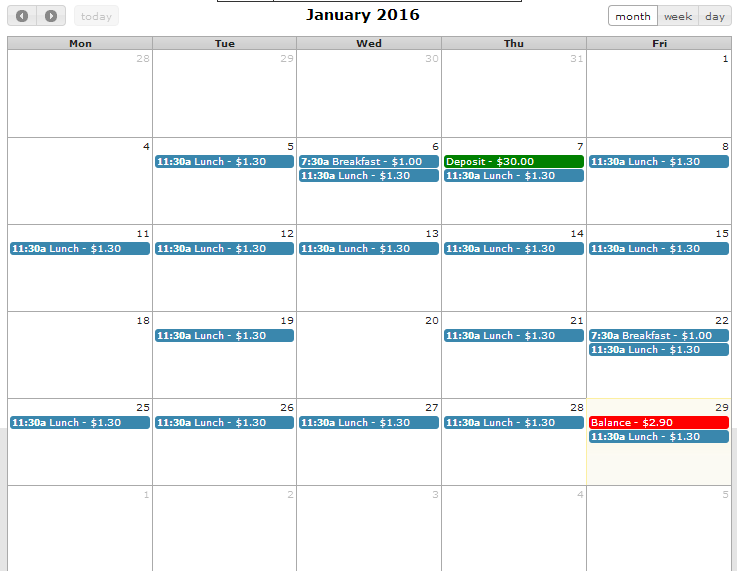 January 2016
today
month week day
Mon Tue Wed Thu Fri
28 29 30 31 1
4 5 6 7 8
11:30a Lunch - $1.30
7:30a Breakfast - $1.00
11:30a Lunch - $1.30
Deposit - $30.00
11:30a Lunch - $1.30
11:30a Lunch - $1.30
11 12 13 14 15
11:30a Lunch - $1.30
11:30a Lunch - $1.30
11:30a Lunch - $1.30
11:30a Lunch - $1.30
11:30a Lunch - $1.30
18 19 20 21 22
11:30a Lunch - $1.30
11:30a Lunch - $1.30
7:30a Breakfast - $1.00
11:30a Lunch - $1.30
25 26 27 28 29
11:30a Lunch - $1.30
11:30a Lunch - $1.30
11:30a Lunch - $1.30
11:30a Lunch - $1.30
Balance - $2.90
11:30a Lunch - $1.30
1 2 3 4 5